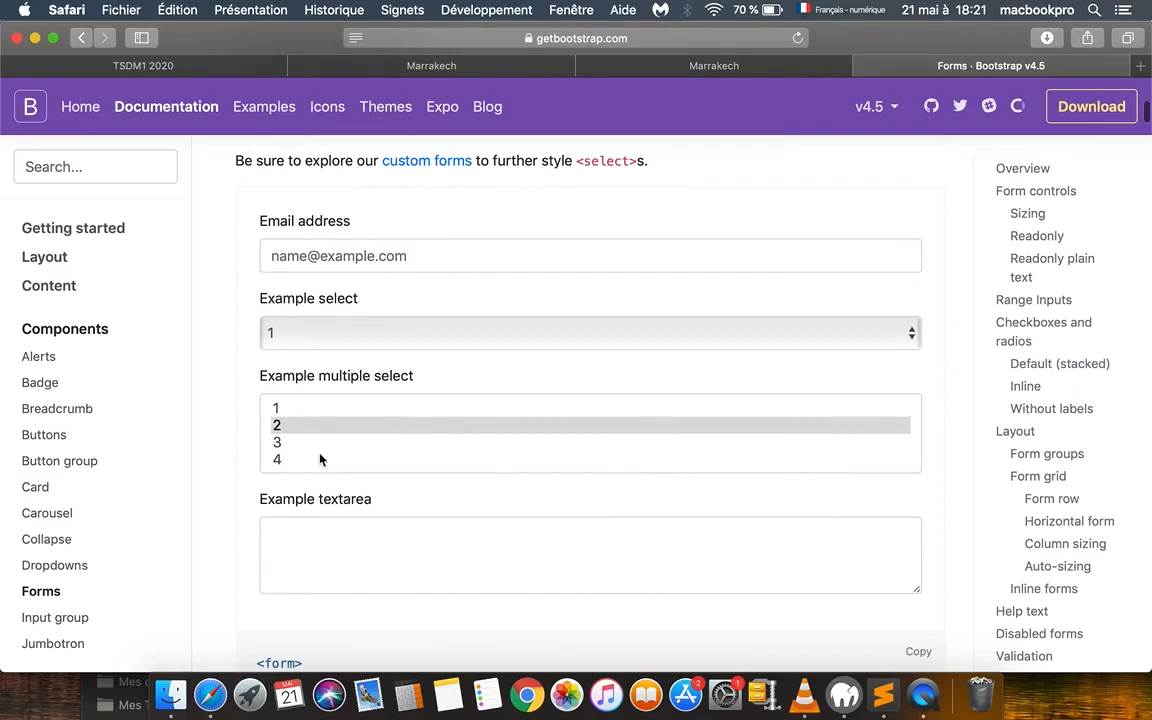 Safari Fichier Édition Présentation Historique Signets Développement Fenêtre Aide 70 % Français - numérique 21 mai à 18:21 macbookpro
getbootstrap.com
TSDM1 2020 Marrakech Marrakech Forms · Bootstrap v4.5
B Home Documentation Examples Icons Themes Expo Blog v4.5 Download
Search...
Getting started
Layout
Content
Components
Alerts
Badge
Breadcrumb
Buttons
Button group
Card
Carousel
Collapse
Dropdowns
Forms
Input group
Jumbotron
Be sure to explore our custom forms to further style <select>s.
Email address
name@example.com
Example select
1
Example multiple select
1
2
3
4
Example textarea
Copy
<form>
Overview
Form controls
Sizing
Readonly
Readonly plain
text
Range Inputs
Checkboxes and
radios
Default (stacked)
Inline
Without labels
Layout
Form groups
Form grid
Form row
Horizontal form
Column sizing
Auto-sizing
Inline forms
Help text
Disabled forms
Validation
Mes
Mes
21
2
1